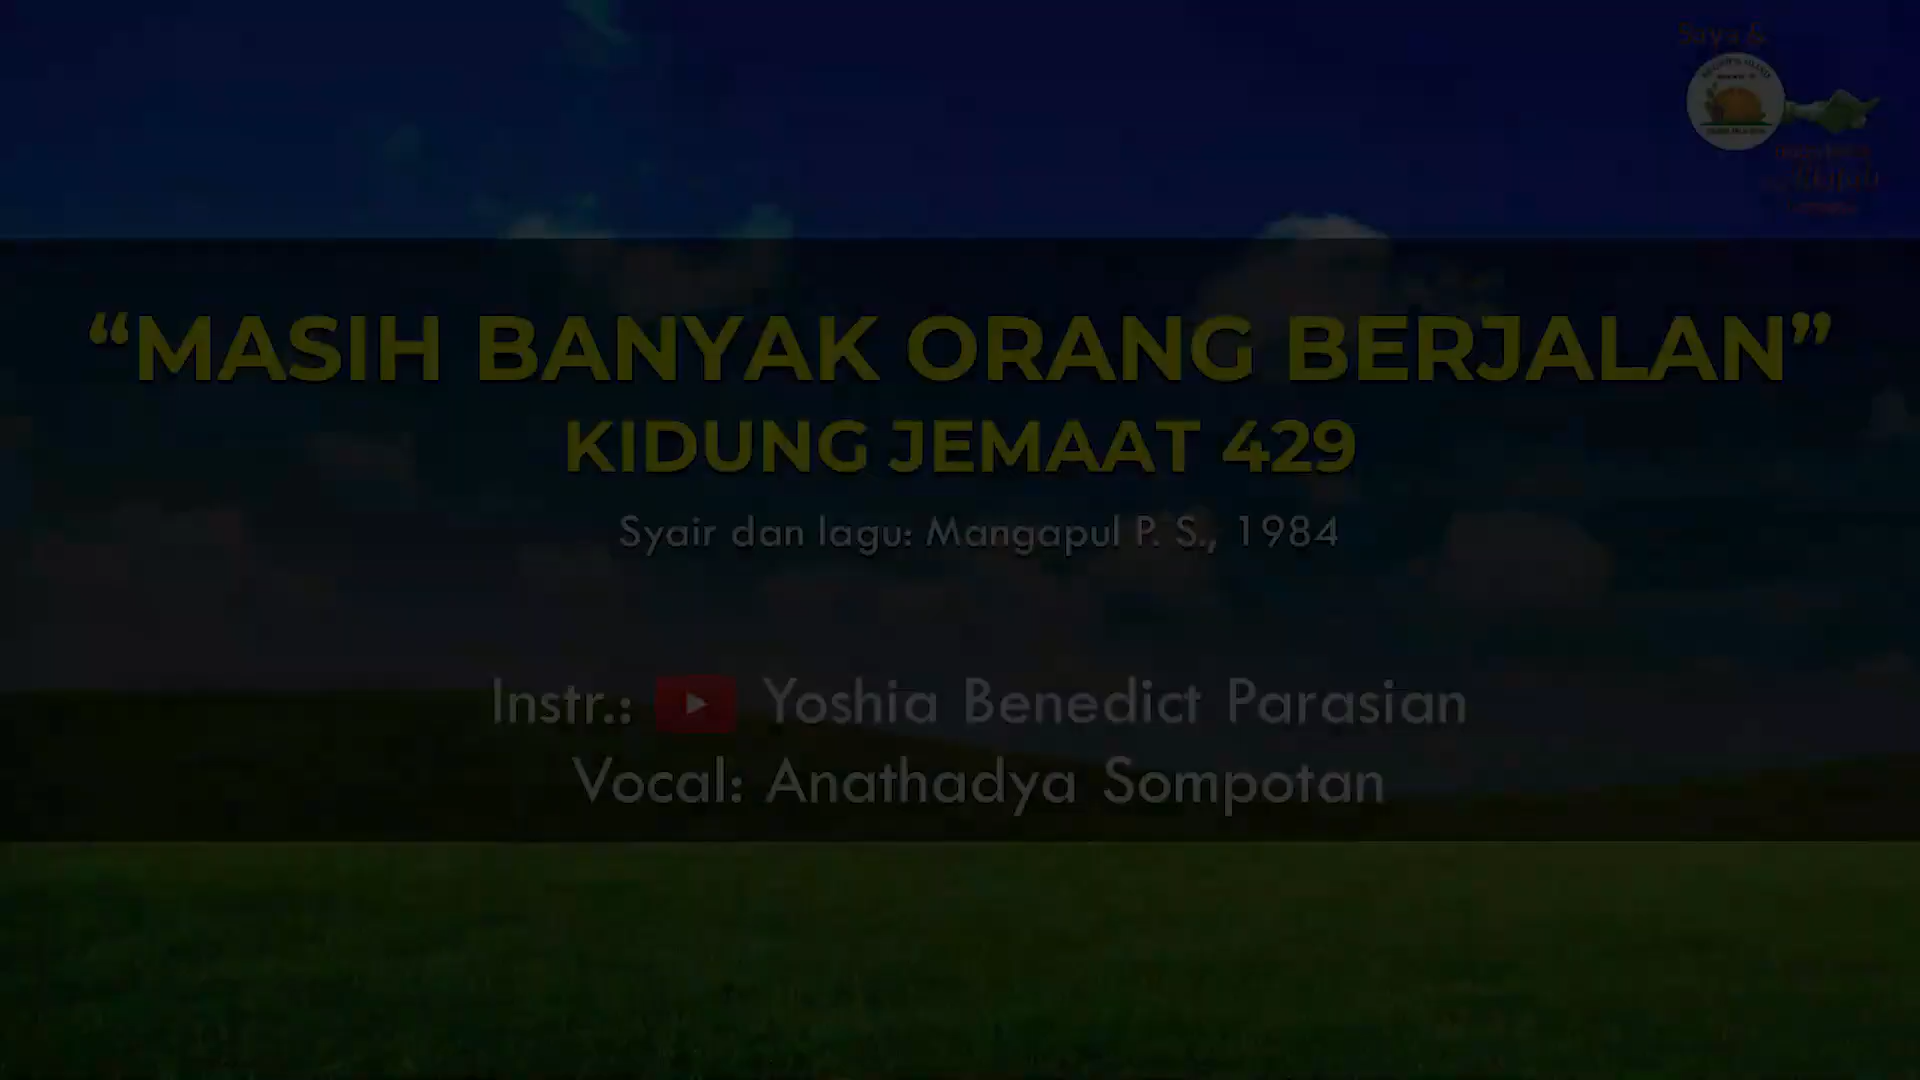 Saya &
"MASIH BANYAK ORANG BERJALAN"
KIDUNG JEMAAT 429
Syair dan lagu: Mangapul P. S., 1984
Instr.: Yoshia Benedict Parasian
Vocal: Anathadya Sompotan